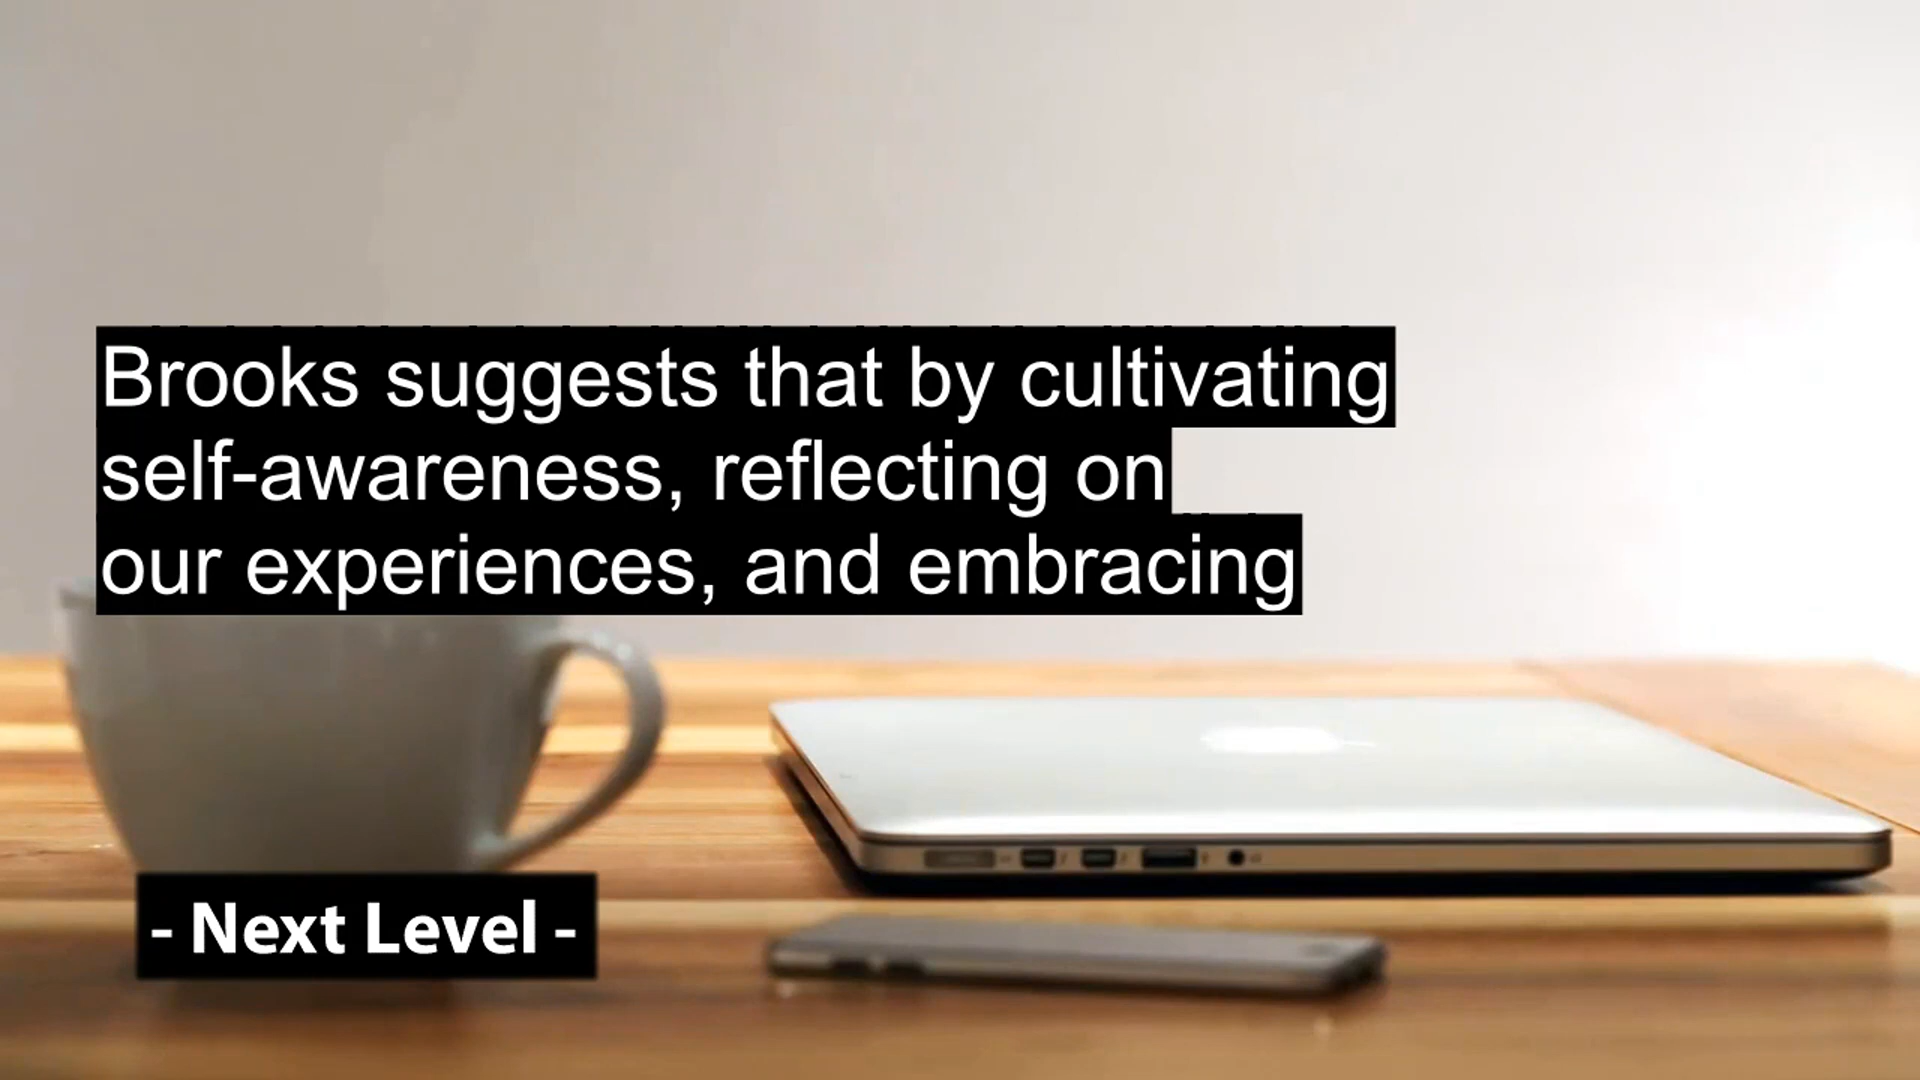 Brooks suggests that by cultivating
self-awareness, reflecting on
our experiences, and embracing
- Next Level -